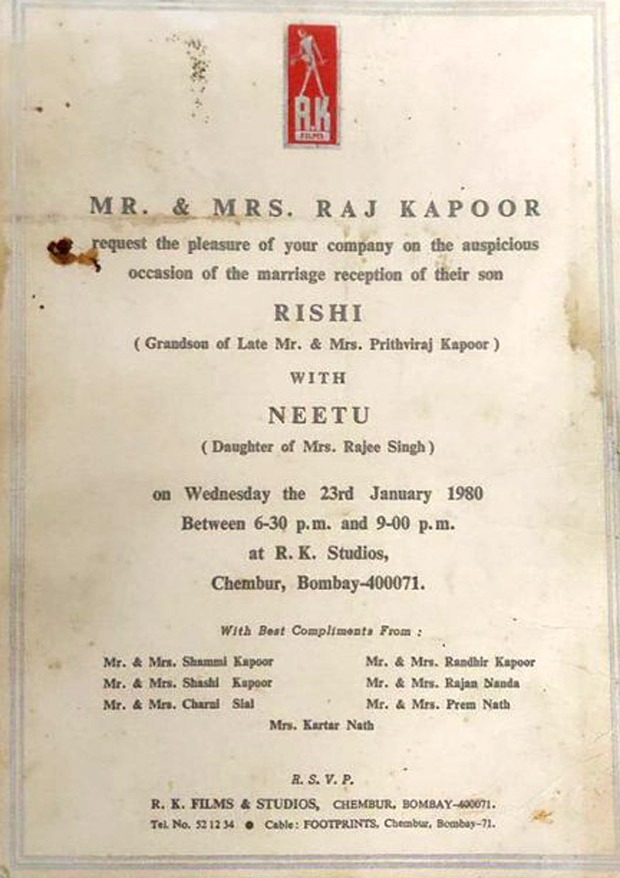 R.K
FILMS
MR. & MRS. RAJ KAPOOR
request the pleasure of your company on the auspicious
occasion of the marriage reception of their son
RISHI
( Grandson of Late Mr. & Mrs. Prithviraj Kapoor )
WITH
NEETU
( Daughter of Mrs. Rajee Singh )
on Wednesday the 23rd January 1980
Between 6-30 p.m. and 9-00 p.m.
at R. K. Studios,
Chembur, Bombay-400071.
With Best Compliments From :
Mr. & Mrs. Shammi Kapoor Mr. & Mrs. Randhir Kapoor
Mr. & Mrs. Shashi Kapoor Mr. & Mrs. Rajan Nanda
Mr. & Mrs. Charni Sial Mr. & Mrs. Prem Nath
Mrs. Kartar Nath
R. S. V. P.
R. K. FILMS & STUDIOS, CHEMBUR, BOMBAY-400071.
Tel. No. 52 12 34 ● Cable : FOOTPRINTS, Chembur, Bombay-71.